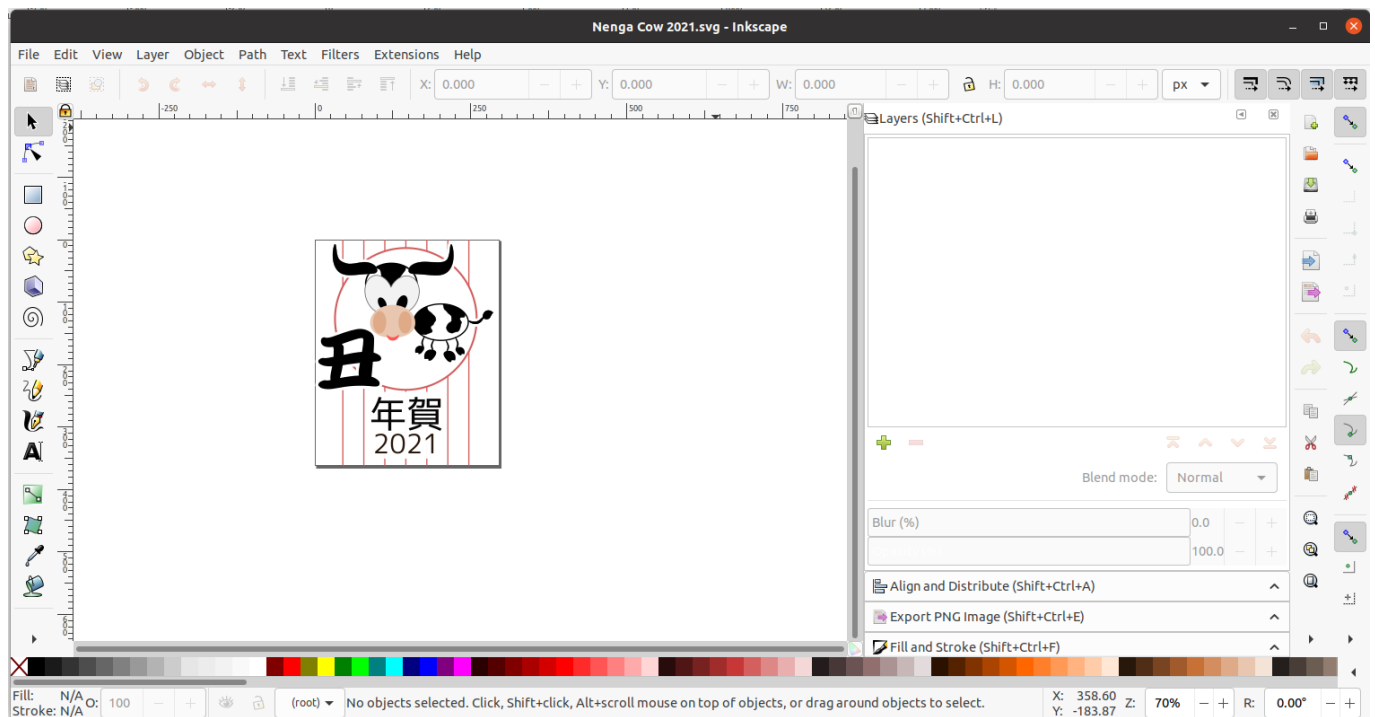 Nenga Cow 2021.svg - Inkscape
File Edit View Layer Object Path Text Filters Extensions Help
X: 0.000 Y: 0.000 W: 0.000 H: 0.000 px
-250 0 250 500 750
Layers (Shift+Ctrl+L)
丑
年賀
2021
Blend mode: Normal
Blur (%) 0.0
100.0
Align and Distribute (Shift+Ctrl+A)
Export PNG Image (Shift+Ctrl+E)
Fill and Stroke (Shift+Ctrl+F)
Fill: N/A
Stroke: N/A
O: 100
(root)
No objects selected. Click, Shift+click, Alt+scroll mouse on top of objects, or drag around objects to select.
X: 358.60
Y: -183.87
Z: 70%
R: 0.00°